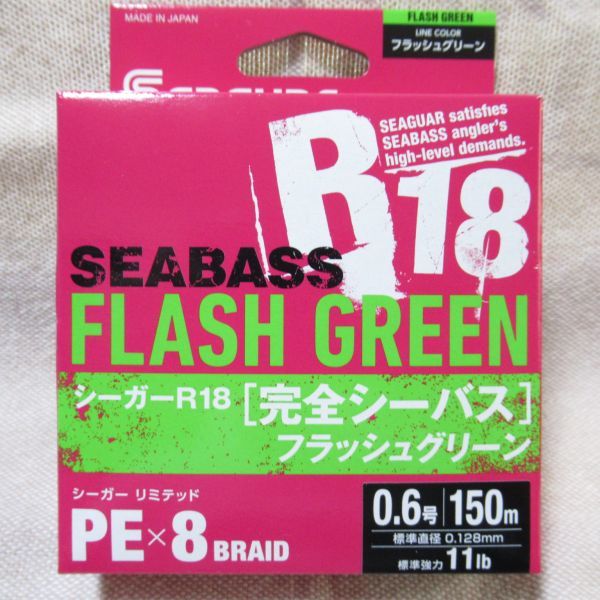 MADE IN JAPAN
FLASH GREEN
LINE COLOR
フラッシュグリーン
SEAGUAR satisfies
SEABASS angler's
high-level demands.
R18
SEABASS
FLASH GREEN
シーガーR18 [完全シーバス]
フラッシュグリーン
シーガー リミテッド
PE×8 BRAID
0.6号 150m
標準直径 0.128mm
標準強力 11lb